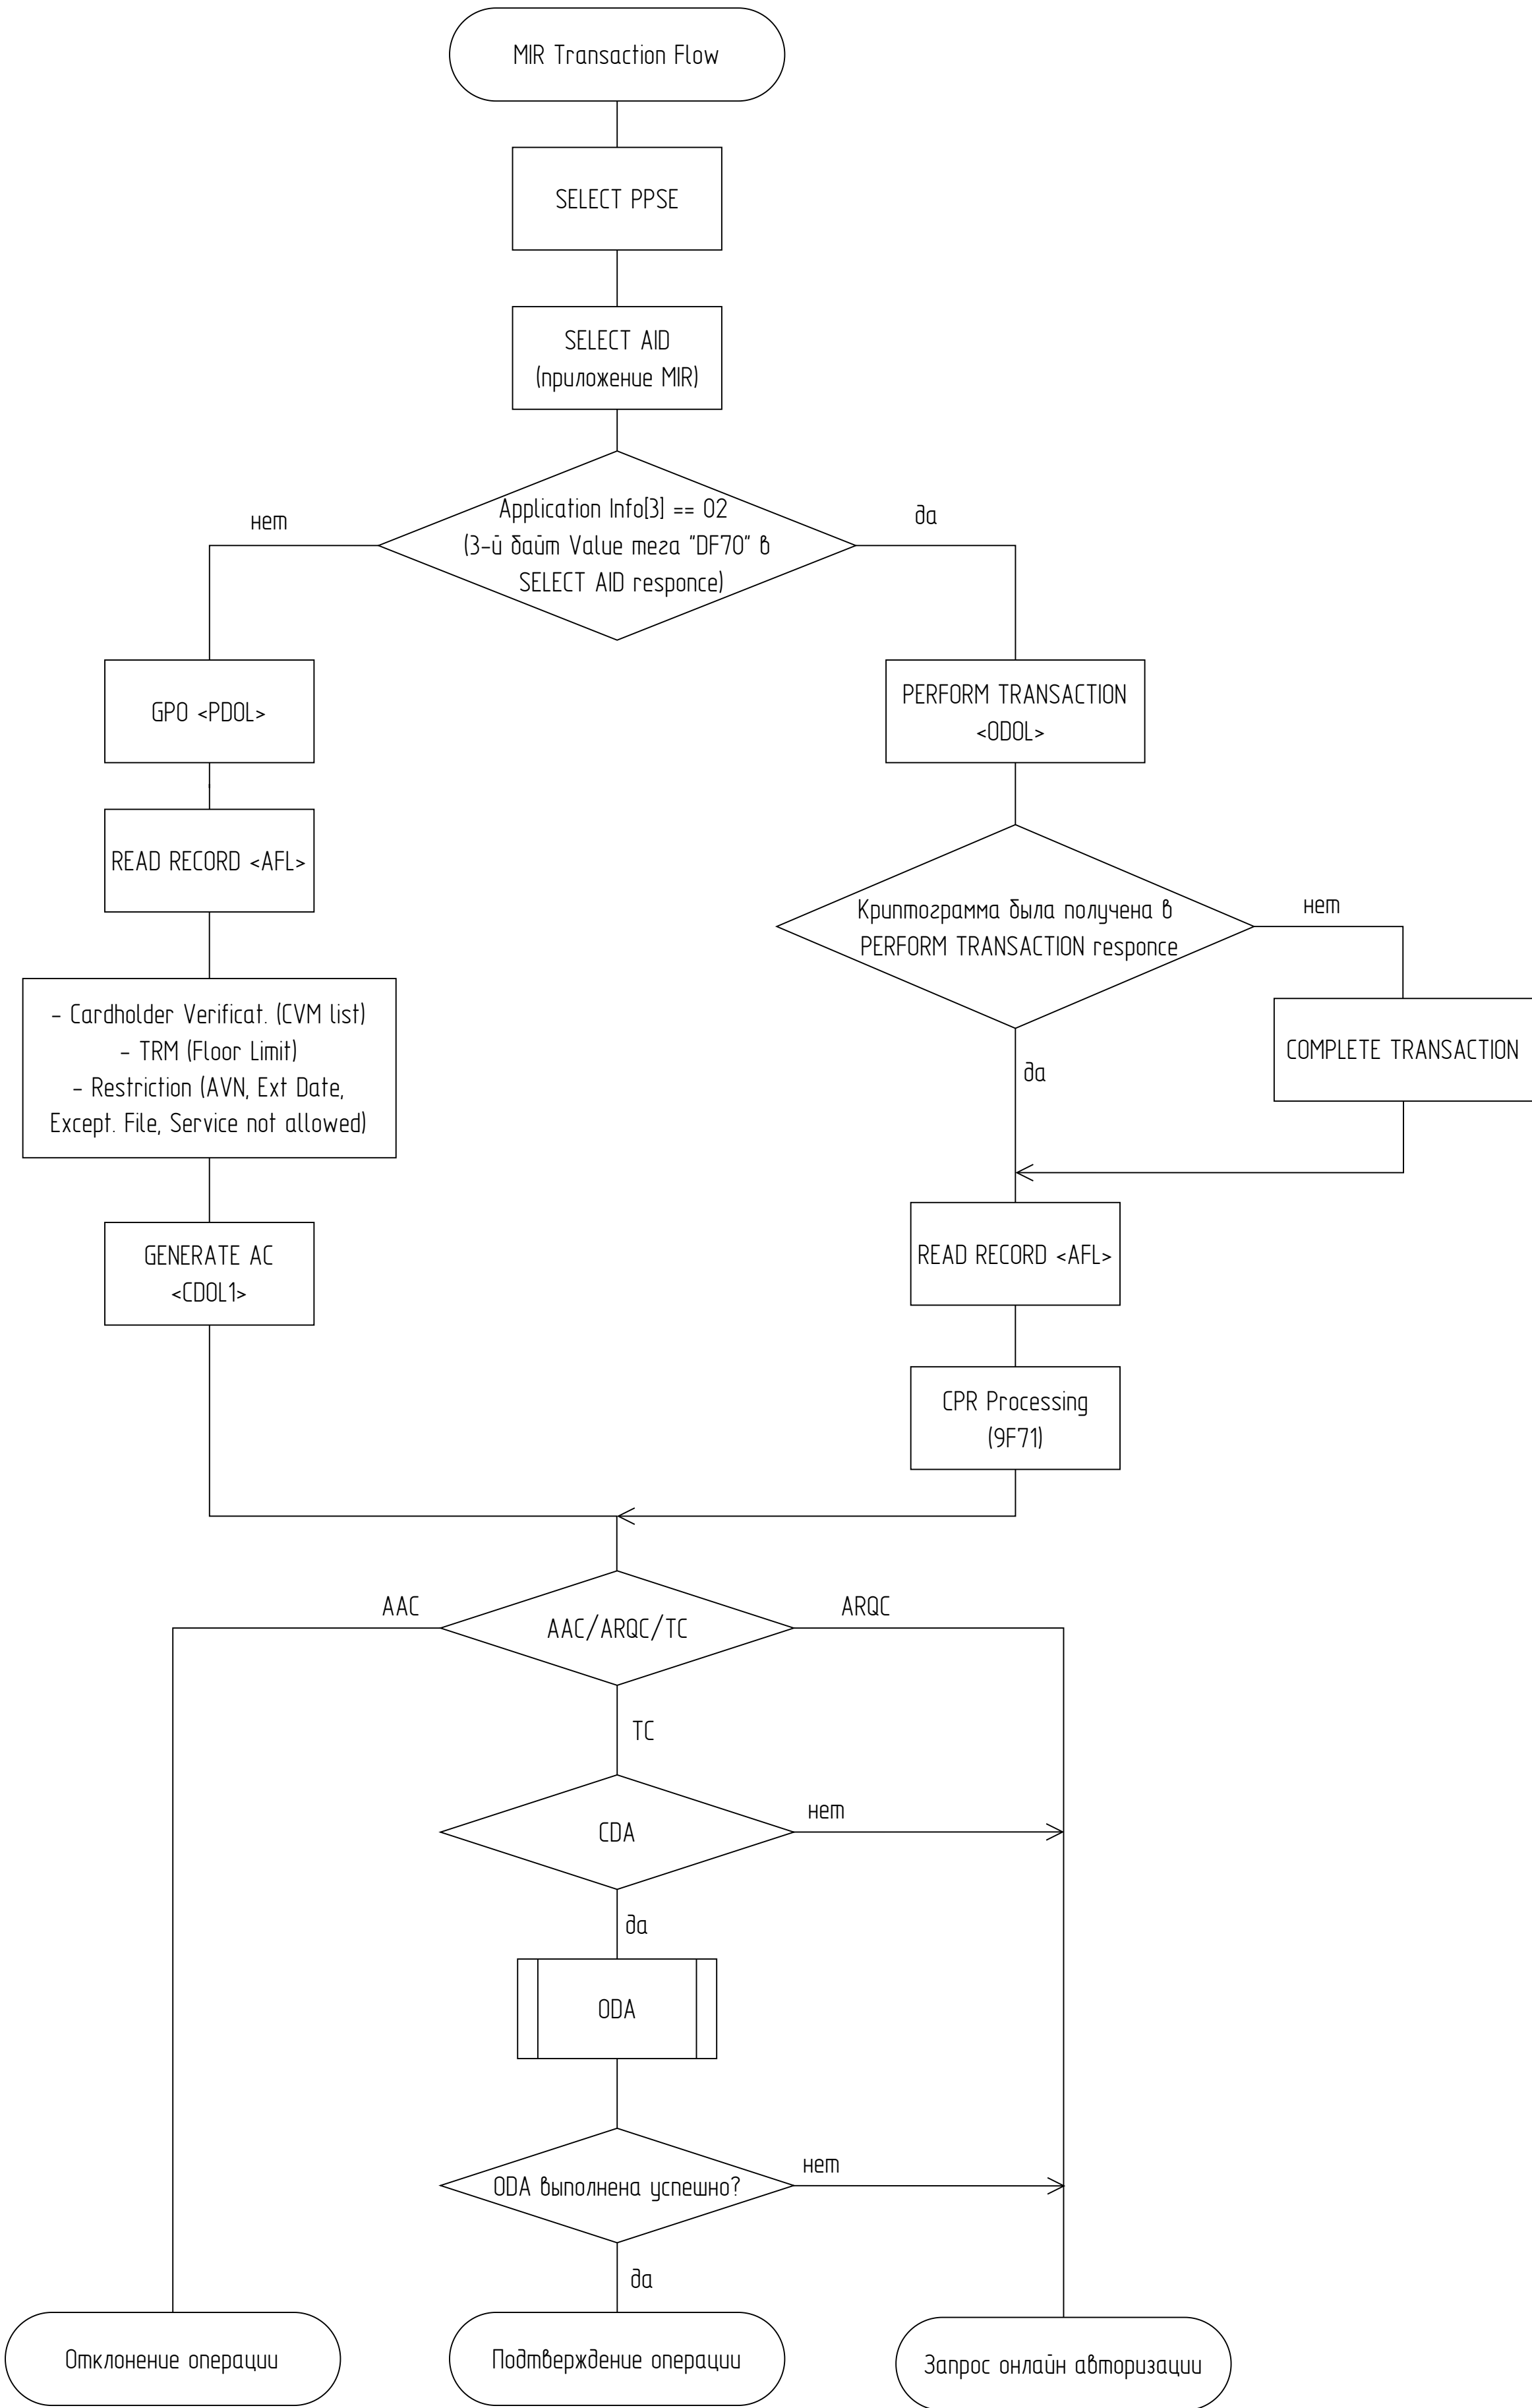 MIR Transaction Flow
SELECT PPSE
SELECT AID
(приложение MIR)
Application Info[3] == 02
(3-й байт Value тега "DF70" в
SELECT AID responce)
нет
да
GPO <PDOL>
PERFORM TRANSACTION
<ODOL>
READ RECORD <AFL>
Криптограмма была получена в
PERFORM TRANSACTION responce
нет
да
COMPLETE TRANSACTION
- Cardholder Verificat. (CVM list)
- TRM (Floor Limit)
- Restriction (AVN, Ext Date,
Except. File, Service not allowed)
GENERATE AC
<CDOL1>
READ RECORD <AFL>
CPR Processing
(9F71)
AAC
AAC/ARQC/TC
ARQC
TC
CDA
нет
да
ODA
ODA выполнена успешно?
нет
да
Отклонение операции
Подтверждение операции
Запрос онлайн авторизации